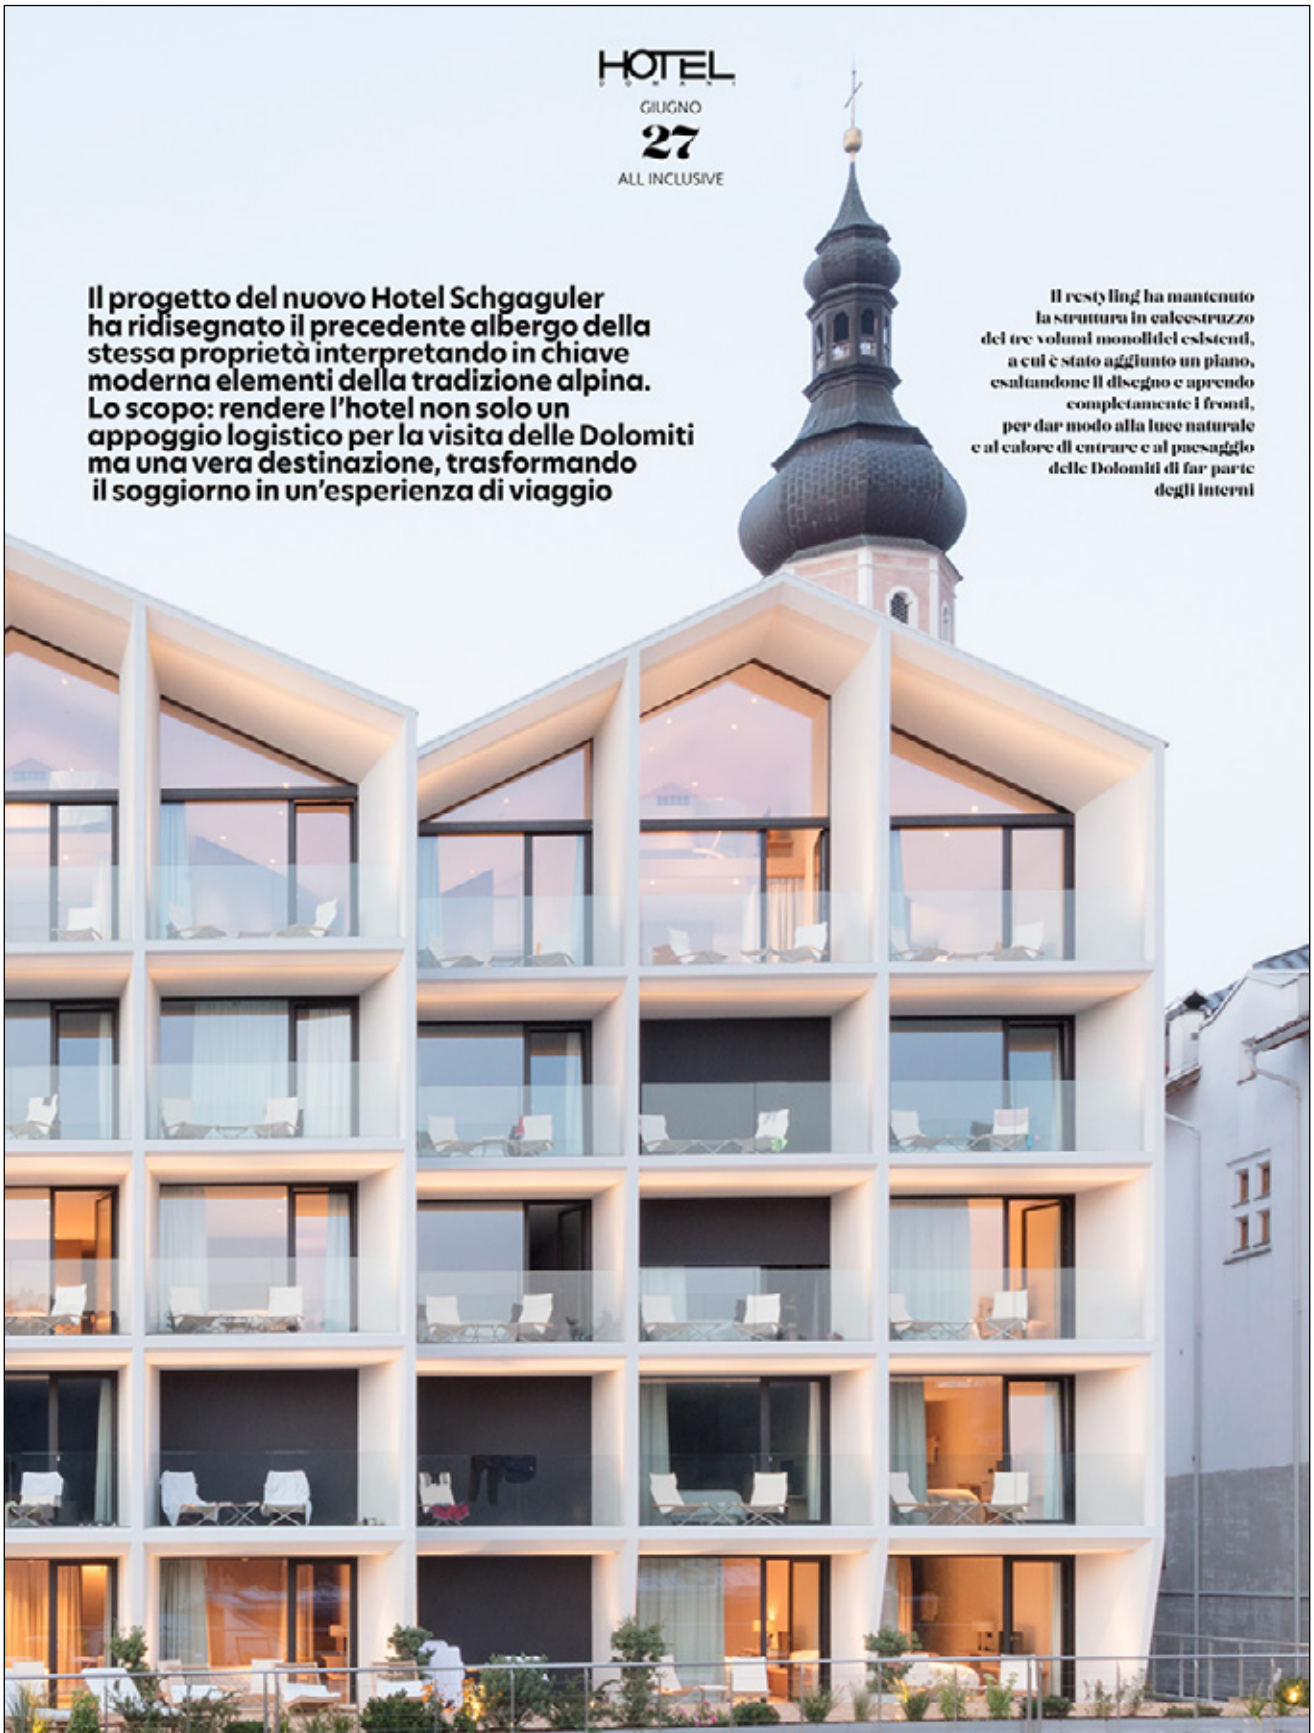 HOTEL
DOMANI
GIUGNO
27
ALL INCLUSIVE
Il progetto del nuovo Hotel Schgaguler
ha ridisegnato il precedente albergo della
stessa proprietà interpretando in chiave
moderna elementi della tradizione alpina.
Lo scopo: rendere l'hotel non solo un
appoggio logistico per la visita delle Dolomiti
ma una vera destinazione, trasformando
il soggiorno in un'esperienza di viaggio
Il restyling ha mantenuto
la struttura in calcestruzzo
dei tre volumi monolitici esistenti,
a cui è stato aggiunto un piano,
esaltandone il disegno e aprendo
completamente i fronti,
per dar modo alla luce naturale
e al calore di entrare e al paesaggio
delle Dolomiti di far parte
degli interni